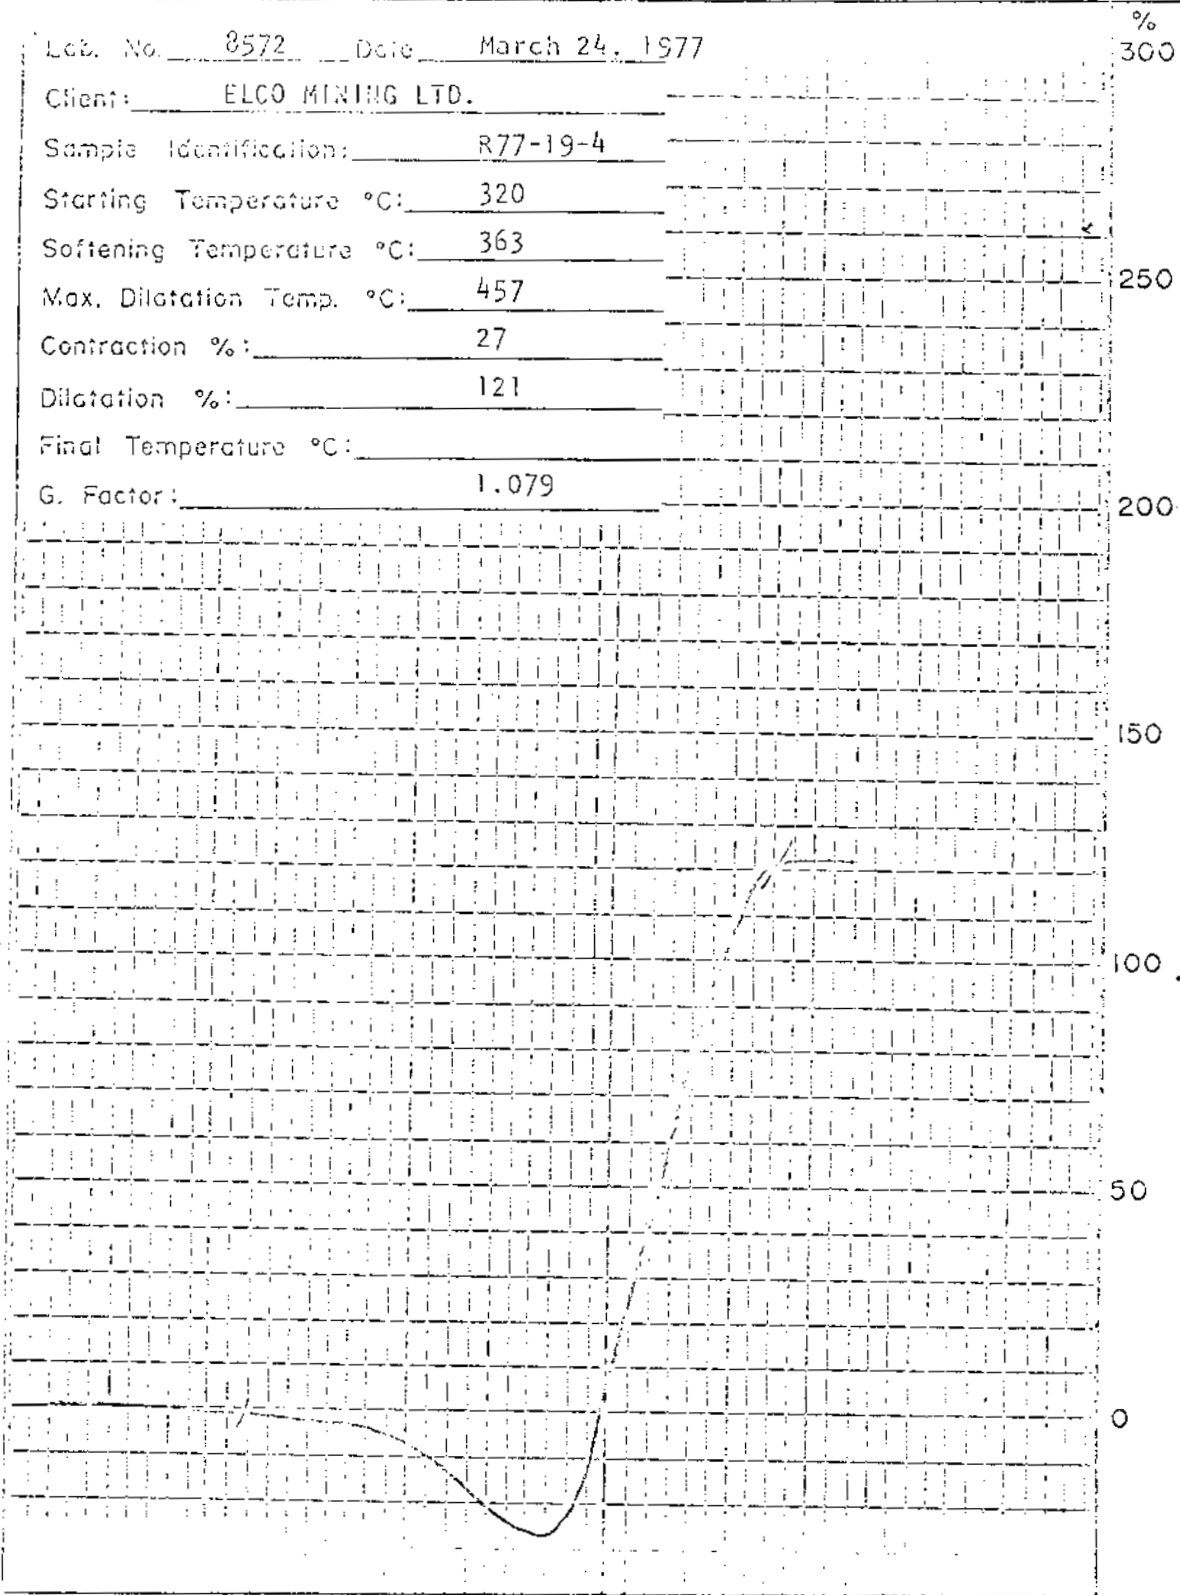 Lab. No. 8572 Date March 24. 1977
Client: ELCO MINING LTD.
Sample Identification: R77-19-4
Starting Temperature °C: 320
Softening Temperature °C: 363
Max. Dilatation Temp. °C: 457
Contraction %: 27
Dilatation %: 121
Final Temperature °C:
G. Factor: 1.079
%
300
250
200
150
100
50
0